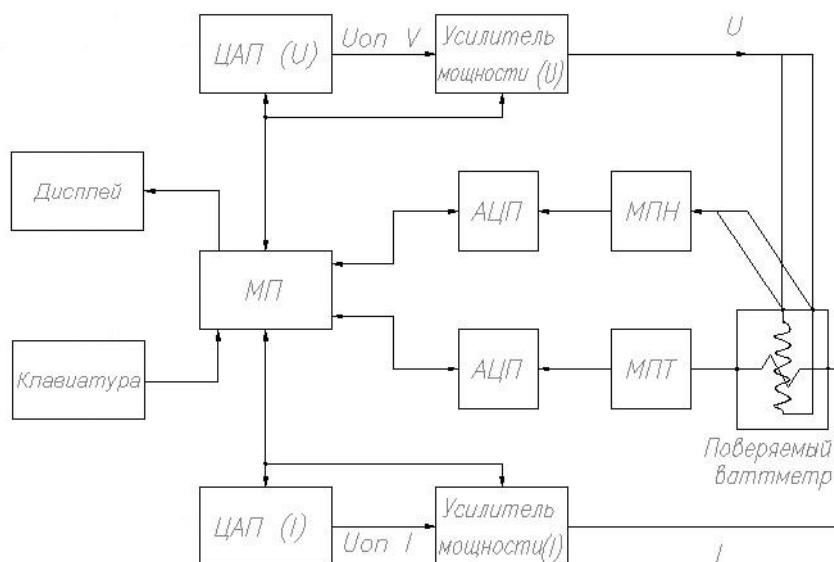 ЦАП (U)
Uоп V
Усилитель
мощности (U)
U
Дисплей
АЦП
МПН
МП
Клавиатура
АЦП
МПТ
Поверяемый
ваттметр
ЦАП (I)
Uоп I
Усилитель
мощности(I)
I